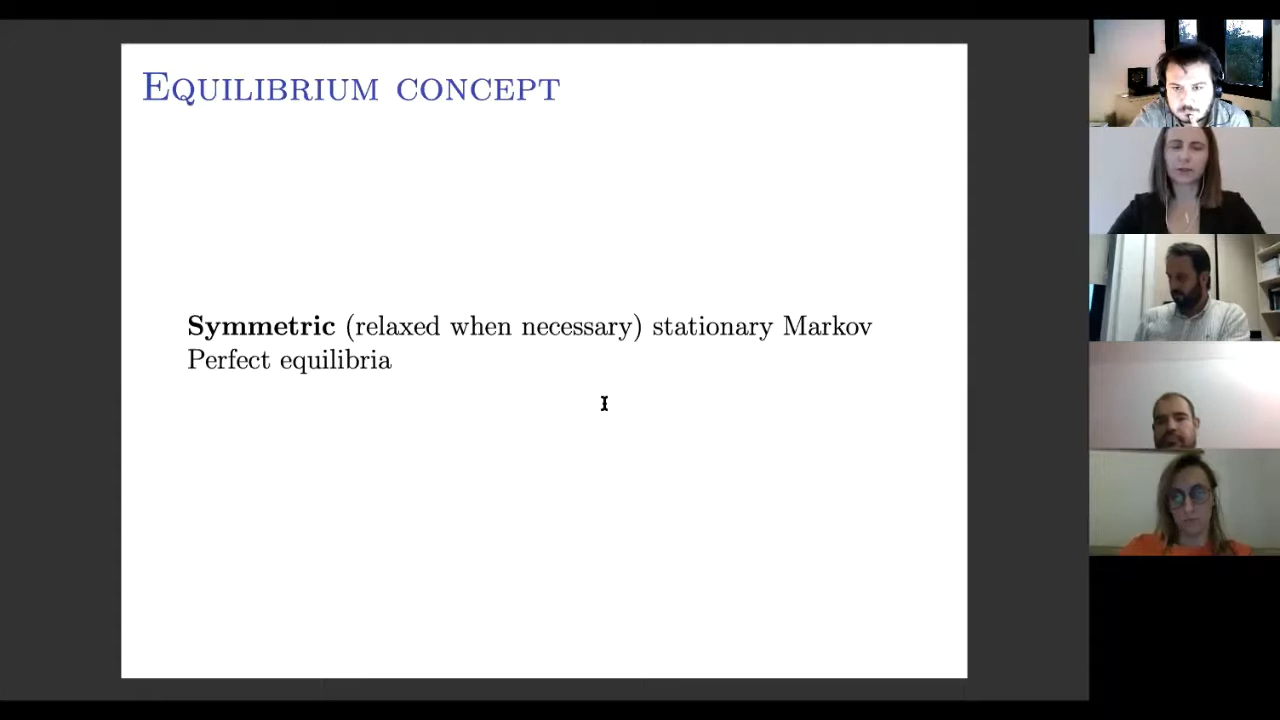 Equilibrium concept
Symmetric (relaxed when necessary) stationary Markov
Perfect equilibria